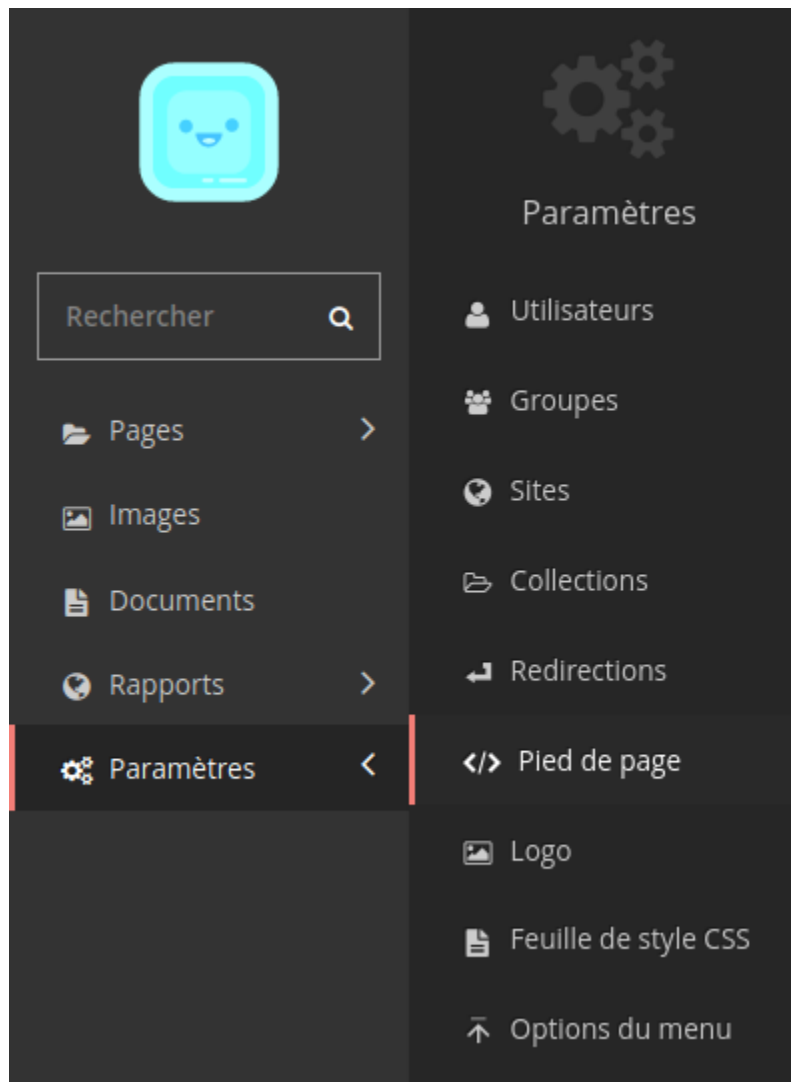 Rechercher
Pages
Images
Documents
Rapports
Paramètres
Paramètres
Utilisateurs
Groupes
Sites
Collections
Redirections
</> Pied de page
Logo
Feuille de style CSS
Options du menu